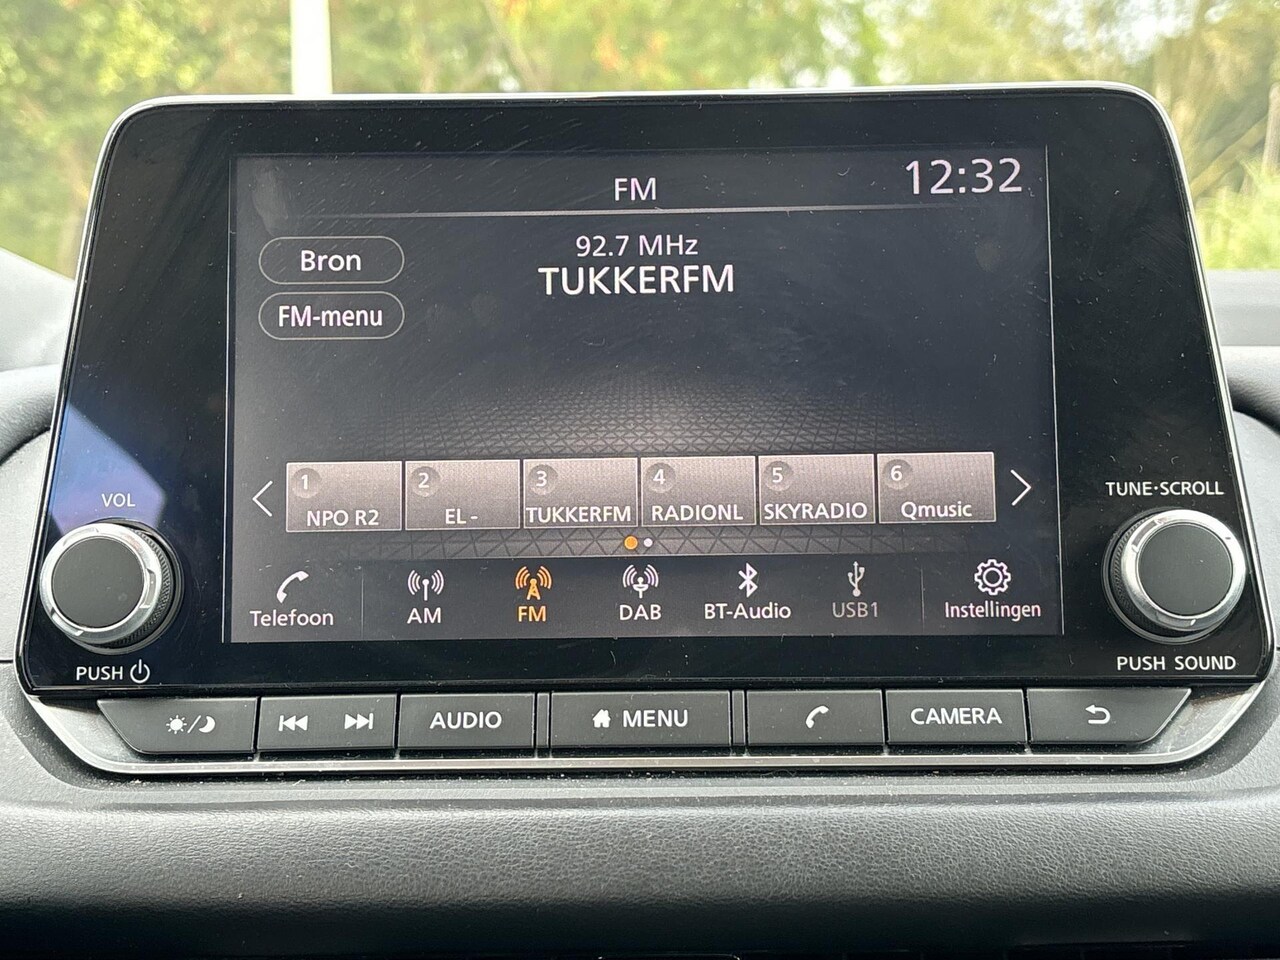 FM
12:32
Bron
92.7 MHz
TUKKERFM
FM-menu
1
NPO R2
2
EL -
3
TUKKERFM
4
RADIONL
5
SKYRADIO
6
Qmusic
VOL
TUNE·SCROLL
Telefoon
AM
FM
DAB
BT-Audio
USB1
Instellingen
PUSH
PUSH SOUND
AUDIO
MENU
CAMERA